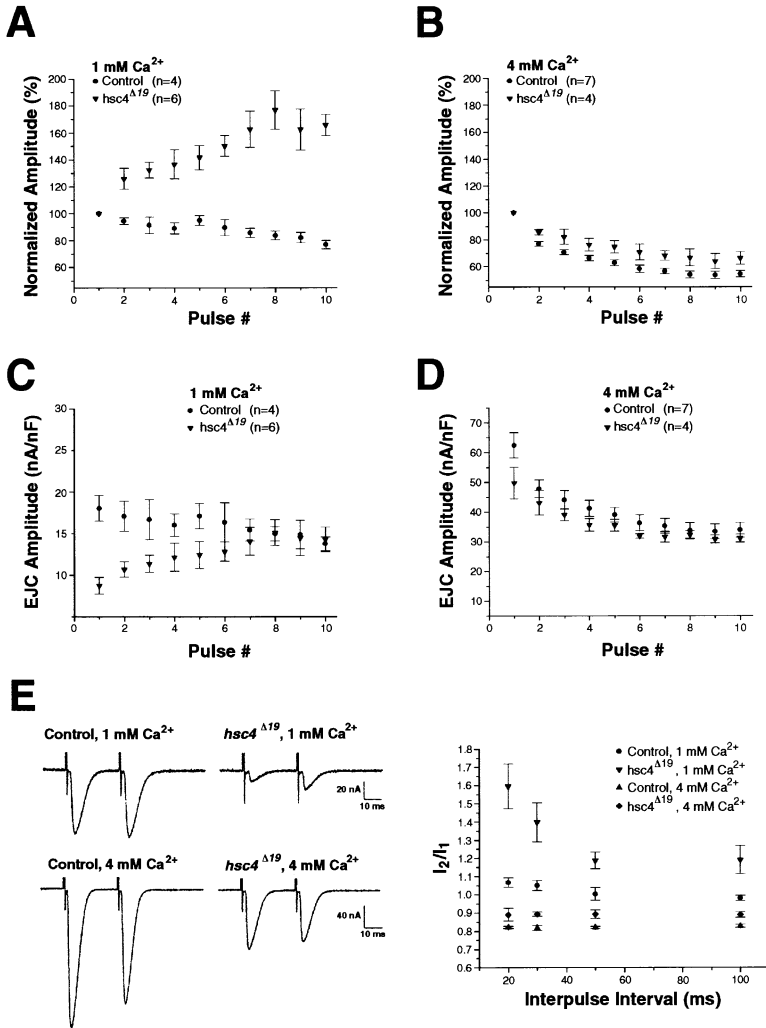 A
1 mM Ca2+
Control (n=4)
hsc4Δ19 (n=6)
Normalized Amplitude (%)
200
180
160
140
120
100
80
60
0
2
4
6
8
10
Pulse #
B
4 mM Ca2+
Control (n=7)
hsc4Δ19 (n=4)
Normalized Amplitude (%)
200
180
160
140
120
100
80
60
0
2
4
6
8
10
Pulse #
C
1 mM Ca2+
Control (n=4)
hsc4Δ19 (n=6)
EJC Amplitude (nA/nF)
30
25
20
15
10
0
2
4
6
8
10
Pulse #
D
4 mM Ca2+
Control (n=7)
hsc4Δ19 (n=4)
EJC Amplitude (nA/nF)
70
60
50
40
30
20
10
5
0
2
4
6
8
10
Pulse #
E
Control, 1 mM Ca2+
hsc4Δ19, 1 mM Ca2+
20 nA
10 ms
Control, 4 mM Ca2+
hsc4Δ19, 4 mM Ca2+
40 nA
10 ms
Control, 1 mM Ca2+
hsc4Δ19, 1 mM Ca2+
Control, 4 mM Ca2+
hsc4Δ19, 4 mM Ca2+
I2/I1
1.8
1.7
1.6
1.5
1.4
1.3
1.2
1.1
1.0
0.9
0.8
0.7
0.6
20
40
60
80
100
Interpulse Interval (ms)